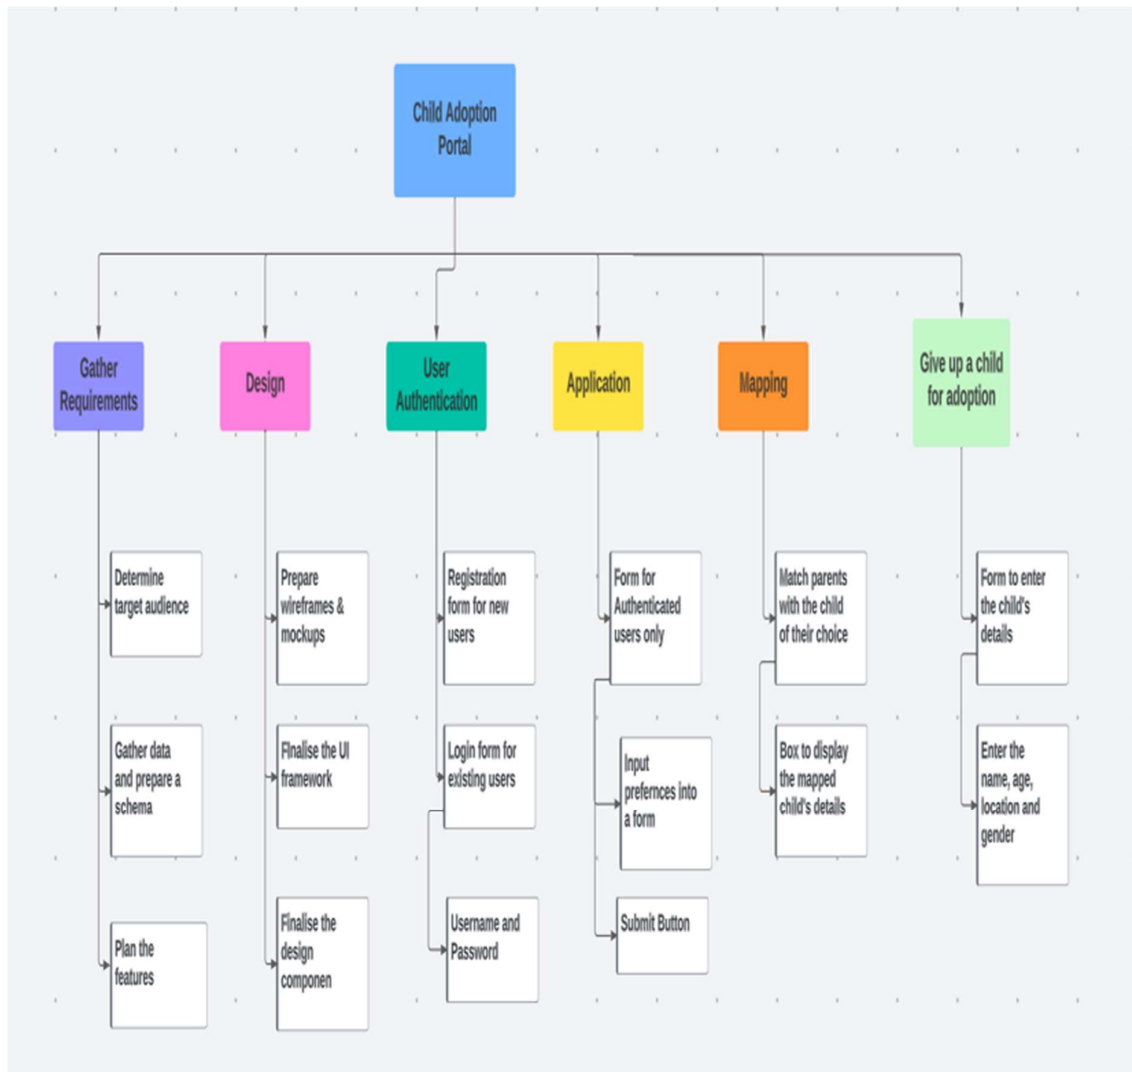 Child Adoption
Portal
Gather
Requirements
Design
User
Authentication
Application
Mapping
Give up a child
for adoption
Determine
target audience
Prepare
wireframes &
mockups
Registration
form for new
users
Form for
Authenticated
users only
Match parents
with the child
of their choice
Form to enter
the child's
details
Gather data
and prepare a
schema
FInalise the UI
framework
Login form for
existing users
Input
prefernces into
a form
Box to display
the mapped
child's details
Enter the
name, age,
location and
gender
Plan the
features
Finalise the
design
componen
Username and
Password
Submit Button